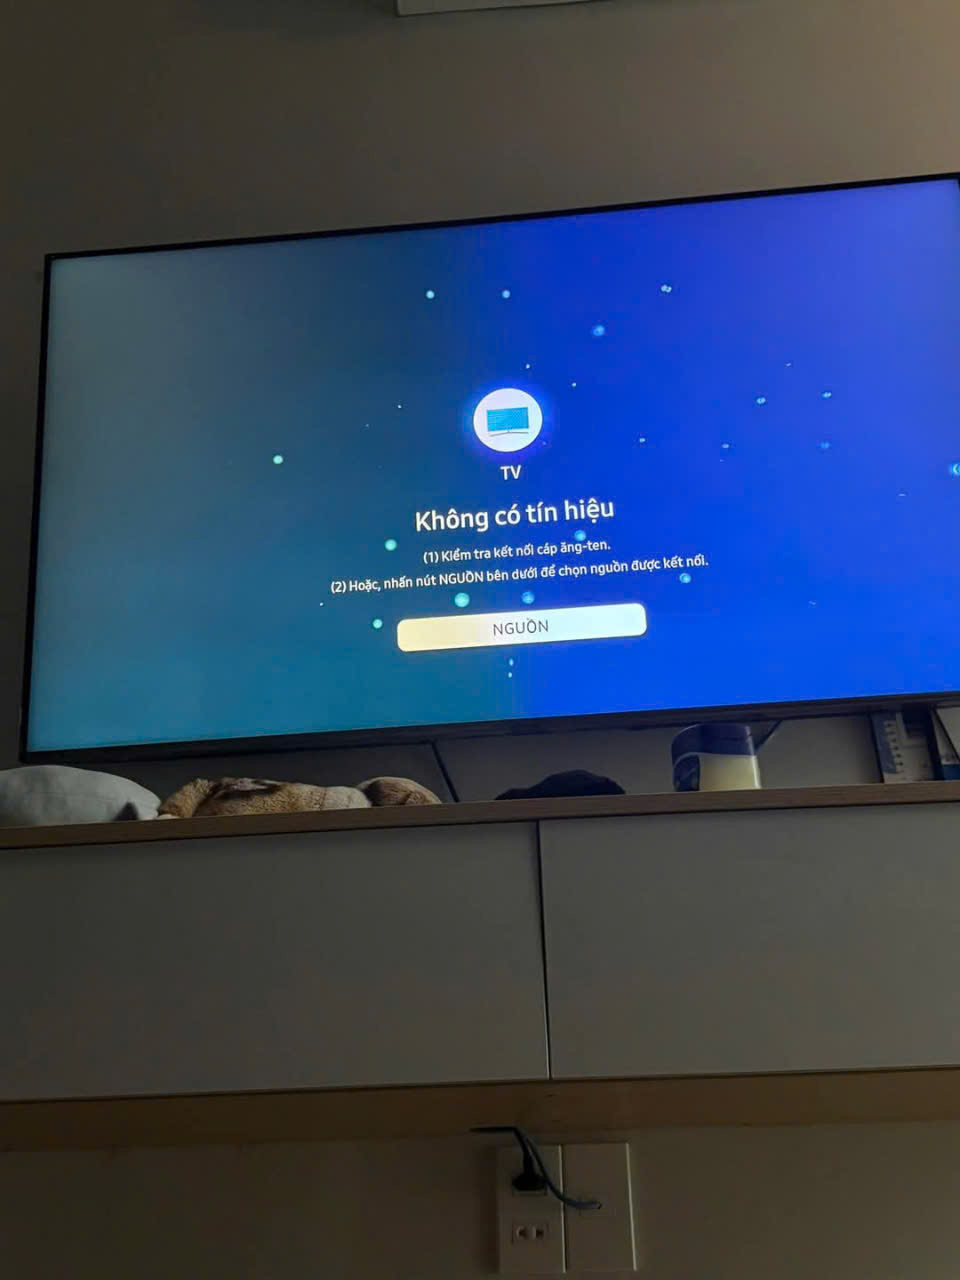 TV
Không có tín hiệu
(1) Kiểm tra kết nối cáp ăng-ten.
(2) Hoặc, nhấn nút NGUỒN bên dưới để chọn nguồn được kết nối.
NGUỒN